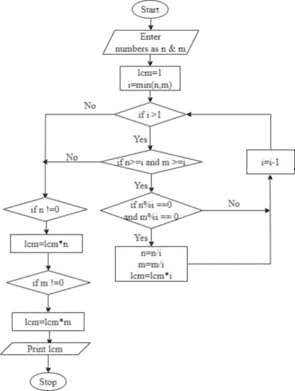 Start
Enter
numbers as n & m
lcm=1
i=min(n,m)
No
if i >1
Yes
i=i-1
No
if n>=i and m >=i
Yes
if n !=0
if n%i ==0
and m%i == 0
No
Yes
lcm=lcm*n
n=n/i
m=m/i
lcm=lcm*i
if m !=0
lcm=lcm*m
Print lcm
Stop